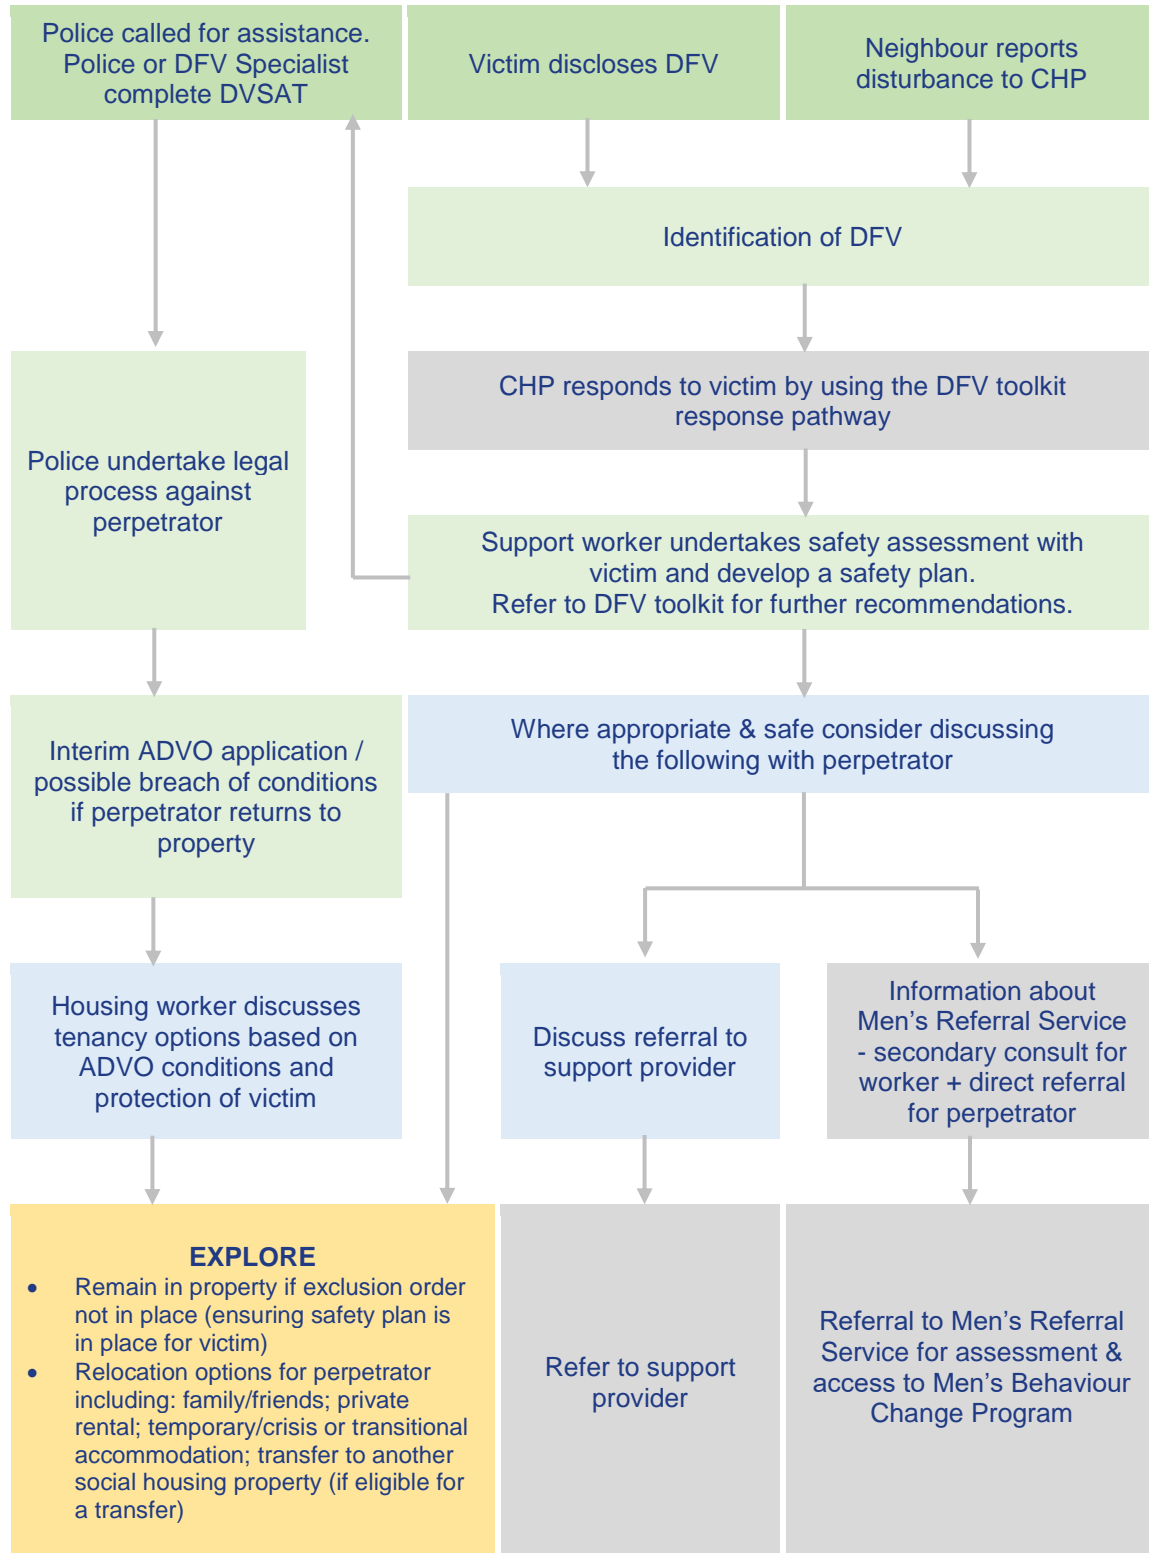 Police called for assistance.
Police or DFV Specialist
complete DVSAT
Victim discloses DFV
Neighbour reports
disturbance to CHP
Identification of DFV
CHP responds to victim by using the DFV toolkit
response pathway
Police undertake legal
process against
perpetrator
Support worker undertakes safety assessment with
victim and develop a safety plan.
Refer to DFV toolkit for further recommendations.
Interim ADVO application /
possible breach of conditions
if perpetrator returns to
property
Where appropriate & safe consider discussing
the following with perpetrator
Housing worker discusses
tenancy options based on
ADVO conditions and
protection of victim
Discuss referral to
support provider
Information about
Men’s Referral Service
- secondary consult for
worker + direct referral
for perpetrator
EXPLORE
• Remain in property if exclusion order
not in place (ensuring safety plan is
in place for victim)
• Relocation options for perpetrator
including: family/friends; private
rental; temporary/crisis or transitional
accommodation; transfer to another
social housing property (if eligible for
a transfer)
Refer to support
provider
Referral to Men’s Referral
Service for assessment &
access to Men’s Behaviour
Change Program